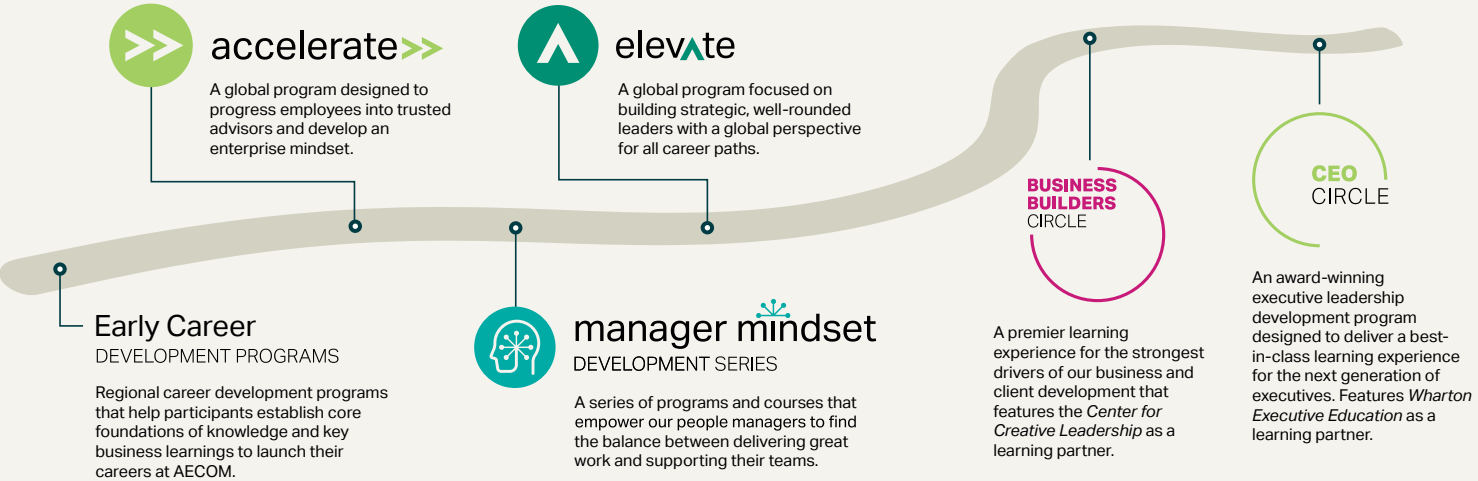 accelerate
A global program designed to
progress employees into trusted
advisors and develop an
enterprise mindset.
elevate
A global program focused on
building strategic, well-rounded
leaders with a global perspective
for all career paths.
Early Career
DEVELOPMENT PROGRAMS
Regional career development programs
that help participants establish core
foundations of knowledge and key
business learnings to launch their
careers at AECOM.
manager mindset
DEVELOPMENT SERIES
A series of programs and courses that
empower our people managers to find
the balance between delivering great
work and supporting their teams.
BUSINESS
BUILDERS
CIRCLE
A premier learning
experience for the strongest
drivers of our business and
client development that
features the Center for
Creative Leadership as a
learning partner.
CEO
CIRCLE
An award-winning
executive leadership
development program
designed to deliver a best-
in-class learning experience
for the next generation of
executives. Features Wharton
Executive Education as a
learning partner.